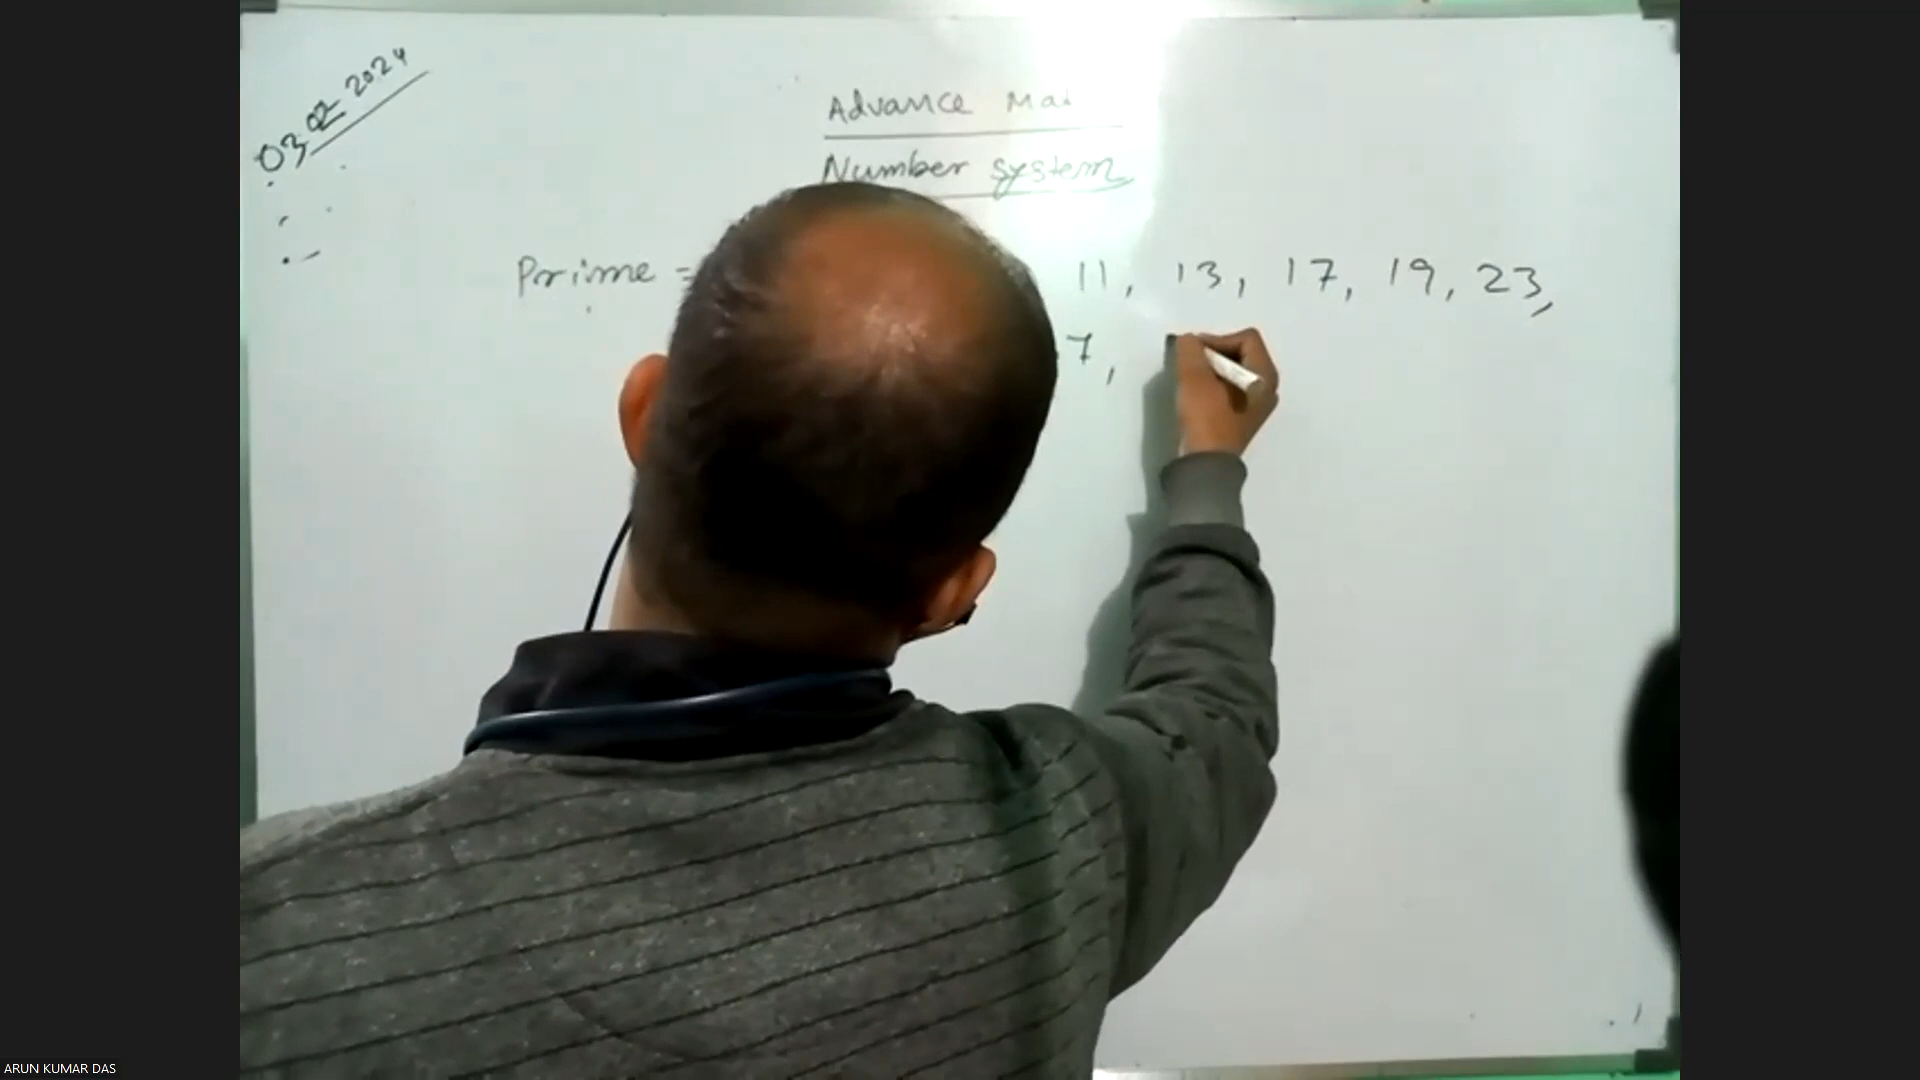 03.02.2024
Advance Ma
Number system
Prime = 11, 13, 17, 19, 23,
7,
ARUN KUMAR DAS